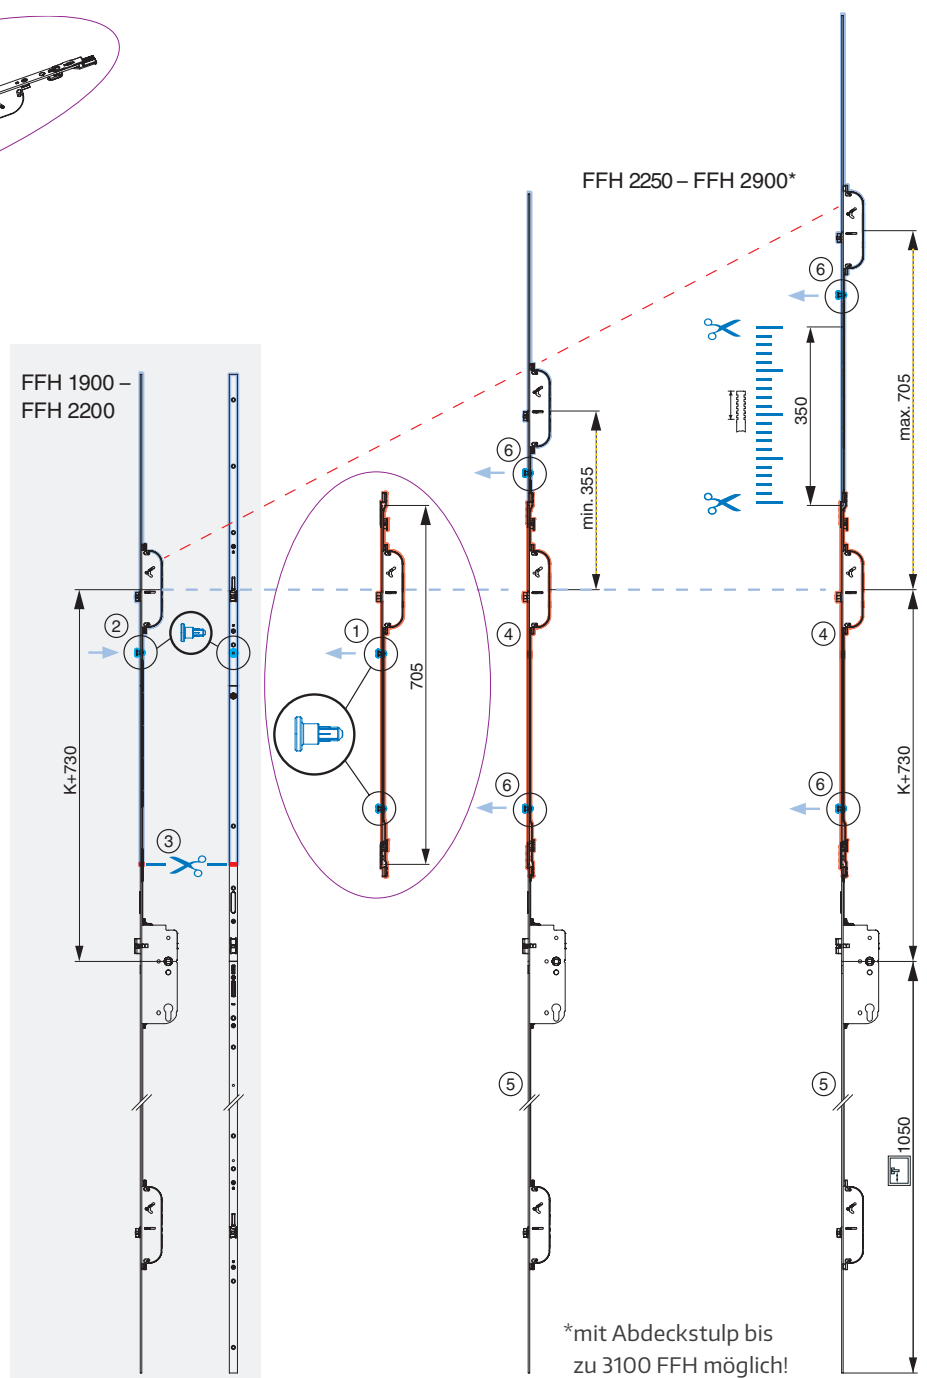 FFH 2250 – FFH 2900*
6
max. 705
350
FFH 1900 –
FFH 2200
6
min. 355
2
1
4
4
705
K+730
K+730
6
6
3
5
5
1050
*mit Abdeckstulp bis
zu 3100 FFH möglich!